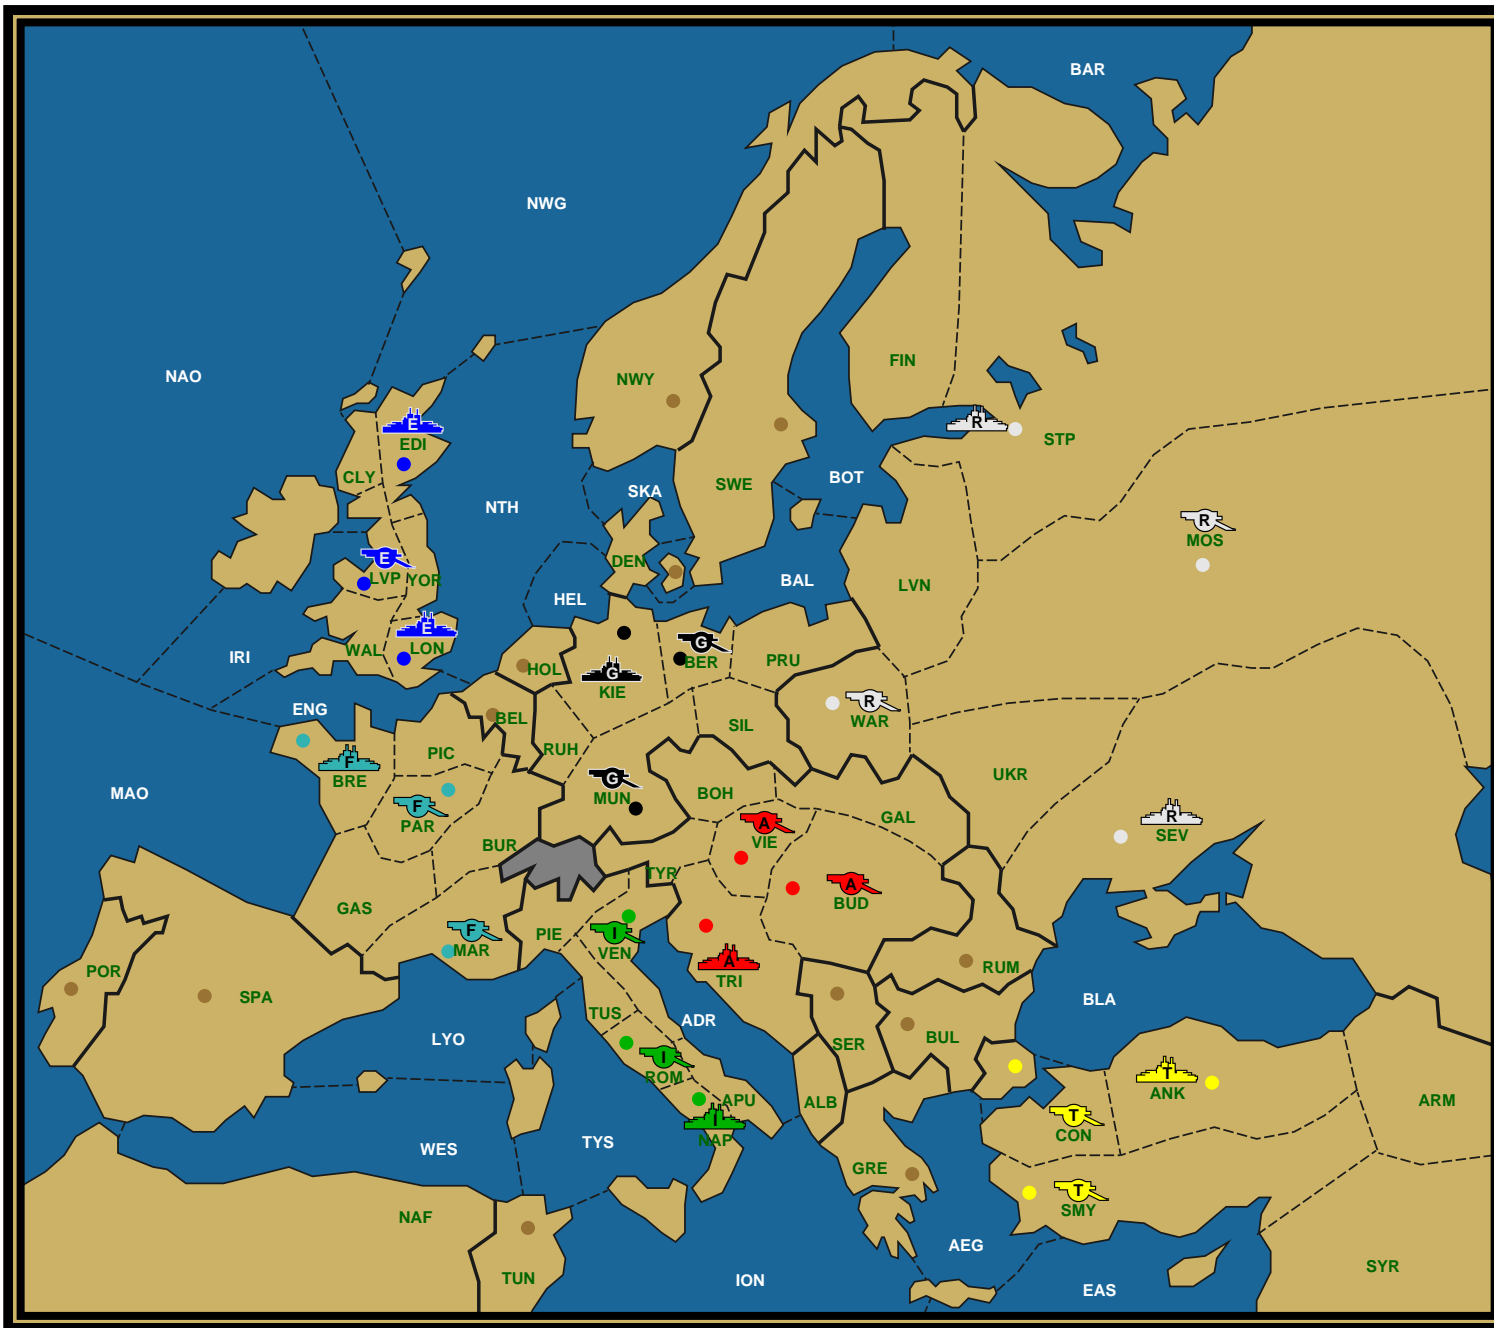 BAR
NWG
NAO
FIN
NWY
E
EDI
R
STP
CLY
SKA
SWE
BOT
NTH
R
MOS
E
LVP
YOR
DEN
BAL
LVN
HEL
E
LON
WAL
IRI
HOL
G
KIE
G
BER
PRU
R
WAR
ENG
BEL
SIL
PIC
RUH
F
BRE
G
MUN
UKR
MAO
BOH
F
PAR
A
VIE
GAL
R
SEV
BUR
TYR
A
BUD
GAS
F
MAR
PIE
I
VEN
A
TRI
RUM
POR
SPA
BLA
TUS
ADR
LYO
SER
BUL
I
ROM
T
ANK
ALB
APU
ARM
I
NAP
T
CON
WES
TYS
GRE
T
SMY
NAF
AEG
SYR
TUN
ION
EAS